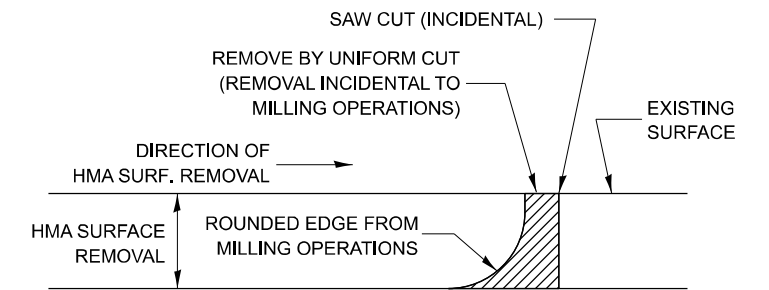 SAW CUT (INCIDENTAL)
REMOVE BY UNIFORM CUT
(REMOVAL INCIDENTAL TO
MILLING OPERATIONS)
EXISTING
SURFACE
DIRECTION OF
HMA SURF. REMOVAL
HMA SURFACE
REMOVAL
ROUNDED EDGE FROM
MILLING OPERATIONS